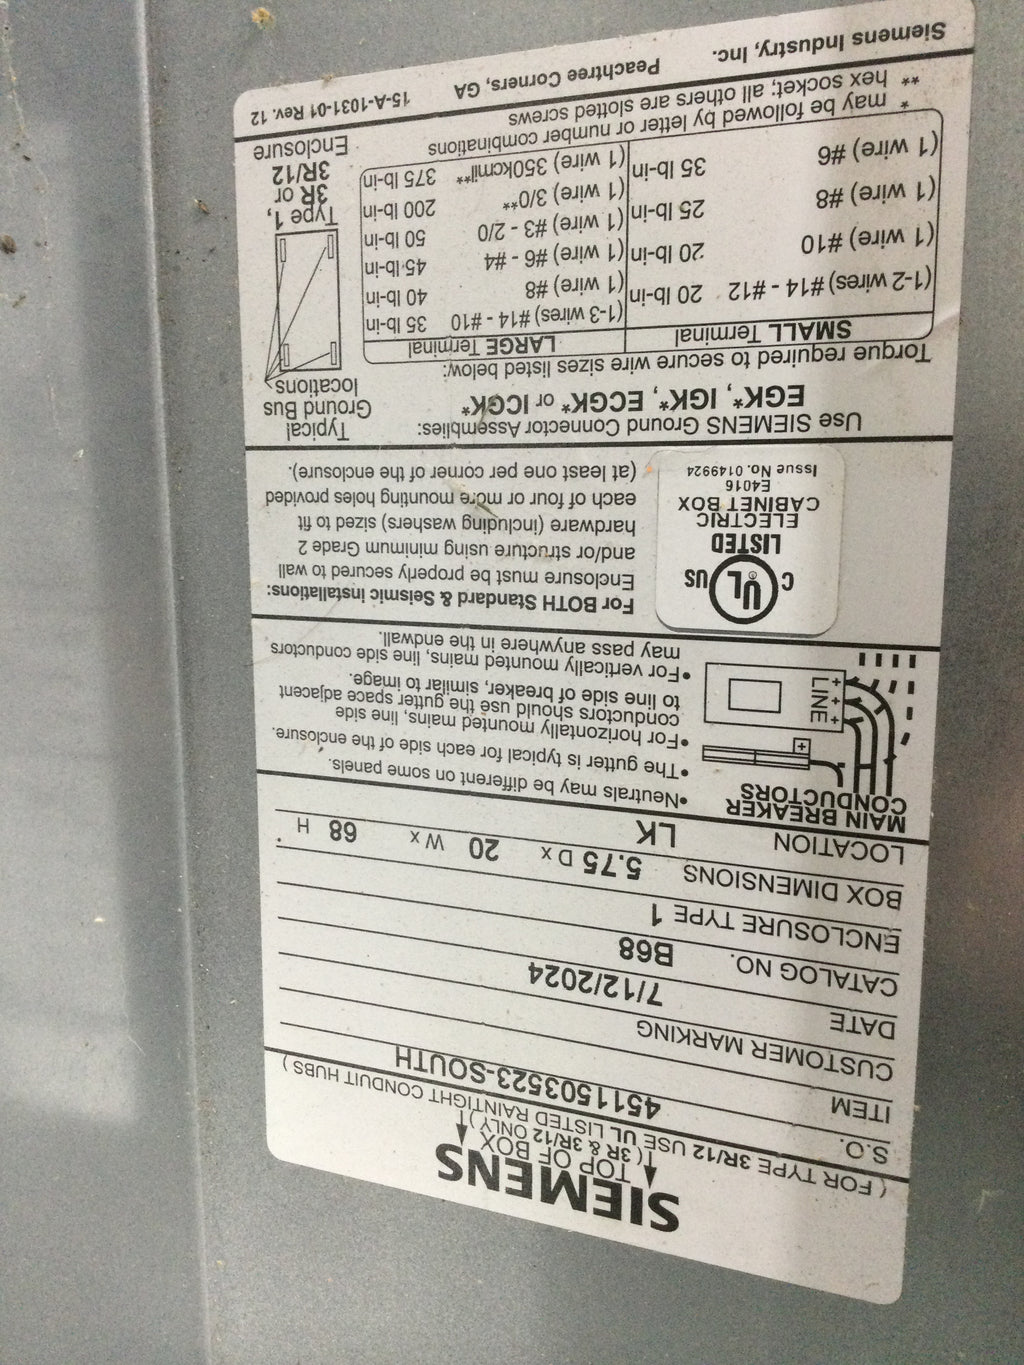 SIEMENS
TOP OF BOX
( 3R & 3R/12 ONLY )
( FOR TYPE 3R/12 USE UL LISTED RAINTIGHT CONDUIT HUBS )
S.O. 4511503523-SOUTH
ITEM
CUSTOMER MARKING
DATE 7/12/2024
CATALOG NO. B68
ENCLOSURE TYPE 1
BOX DIMENSIONS 5.75 D x 20 W x 68 H
LOCATION LK
MAIN BREAKER
CONDUCTORS
LINE
•Neutrals may be different on some panels.
•The gutter is typical for each side of the enclosure.
•For horizontally mounted mains, line side
conductors should use the gutter space adjacent
to line side of breaker, similar to image.
•For vertically mounted mains, line side conductors
may pass anywhere in the endwall.
C UL US
®
LISTED
ELECTRIC
CABINET BOX
E4016
Issue No. 0149924
For BOTH Standard & Seismic installations:
Enclosure must be properly secured to wall
and/or structure using minimum Grade 2
hardware (including washers) sized to fit
each of four or more mounting holes provided
(at least one per corner of the enclosure).
Use SIEMENS Ground Connector Assemblies:
EGK*, IGK*, ECGK* or ICGK*
Torque required to secure wire sizes listed below:
SMALL Terminal LARGE Terminal
(1-2 wires) #14 - #12 20 lb-in (1-3 wires) #14 - #10 35 lb-in
(1 wire) #10 20 lb-in (1 wire) #8 40 lb-in
(1 wire) #8 25 lb-in (1 wire) #6 - #4 45 lb-in
(1 wire) #6 35 lb-in (1 wire) #3 - 2/0 50 lb-in
(1 wire) 3/0** 200 lb-in
(1 wire) 350kcmil** 375 lb-in
* may be followed by letter or number combinations
** hex socket; all others are slotted screws
Typical
Ground Bus
locations
Type 1,
3R or
3R/12
Enclosure
Siemens Industry, Inc. Peachtree Corners, GA 15-A-1031-01 Rev. 12